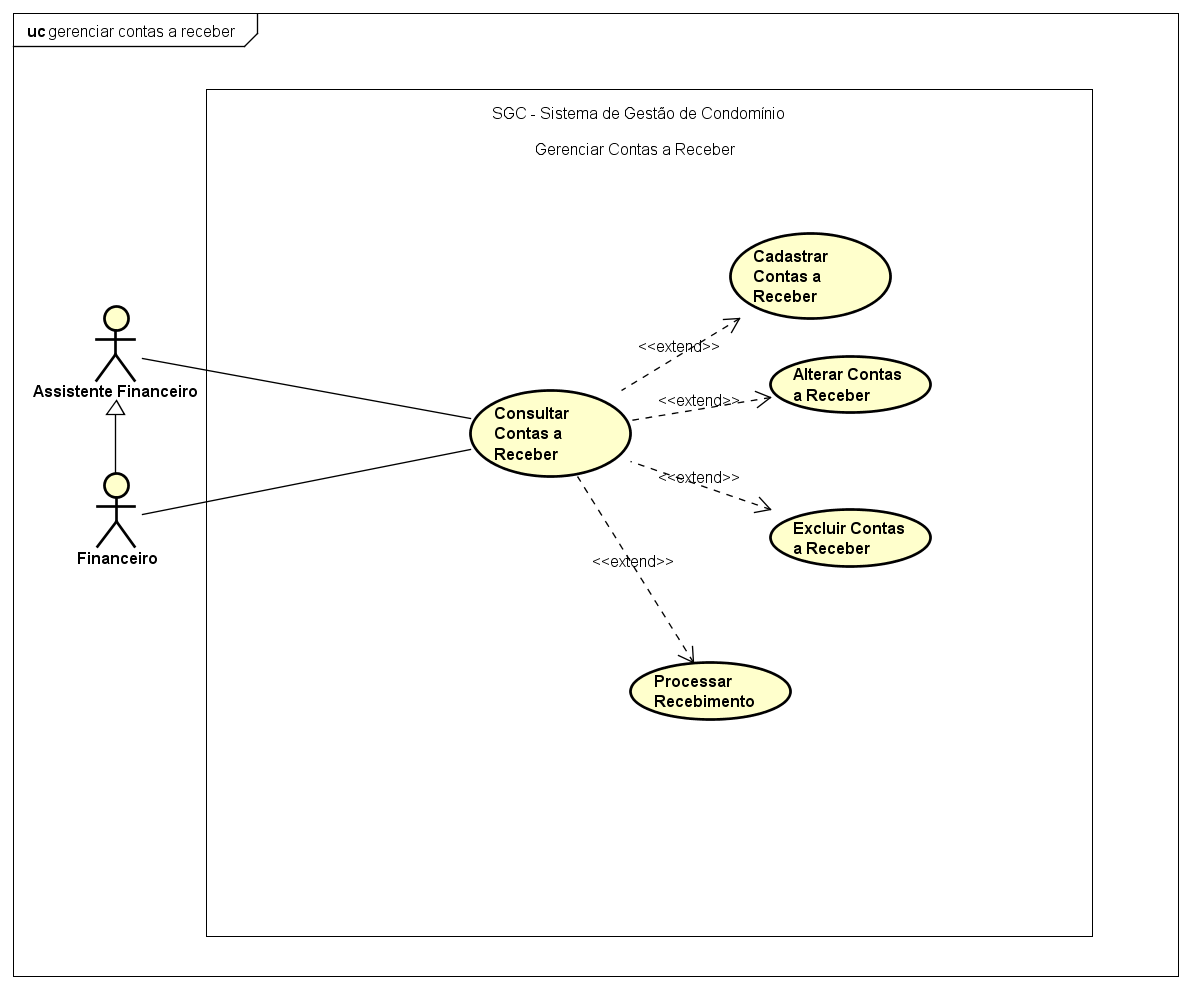 uc gerenciar contas a receber
SGC - Sistema de Gestão de Condomínio
Gerenciar Contas a Receber
Cadastrar
Contas a
Receber
<<extend>>
Alterar Contas
a Receber
<<extend>>
Assistente Financeiro
Consultar
Contas a
Receber
<<extend>>
Excluir Contas
a Receber
Financeiro
<<extend>>
Processar
Recebimento